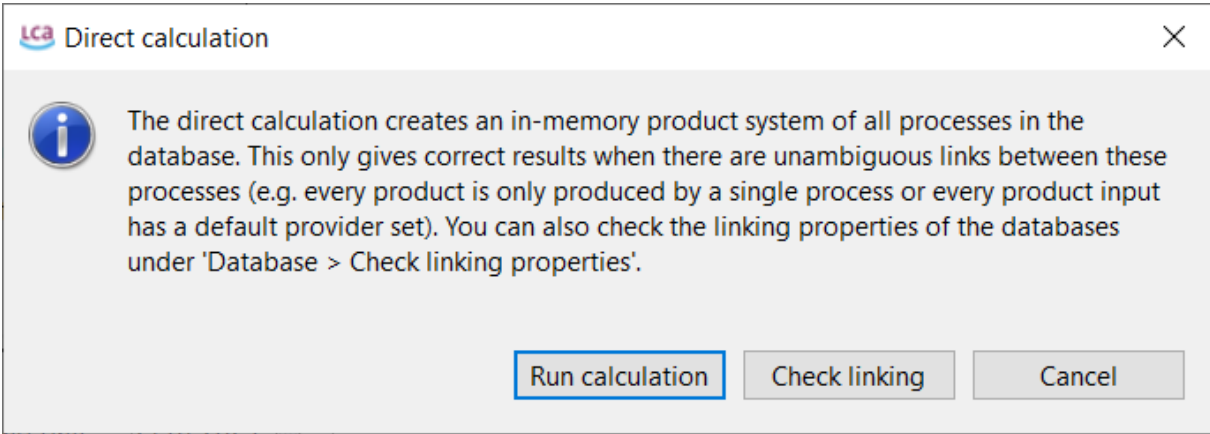 LCA Direct calculation
The direct calculation creates an in-memory product system of all processes in the
database. This only gives correct results when there are unambiguous links between these
processes (e.g. every product is only produced by a single process or every product input
has a default provider set). You can also check the linking properties of the databases
under 'Database > Check linking properties'.
Run calculation Check linking Cancel